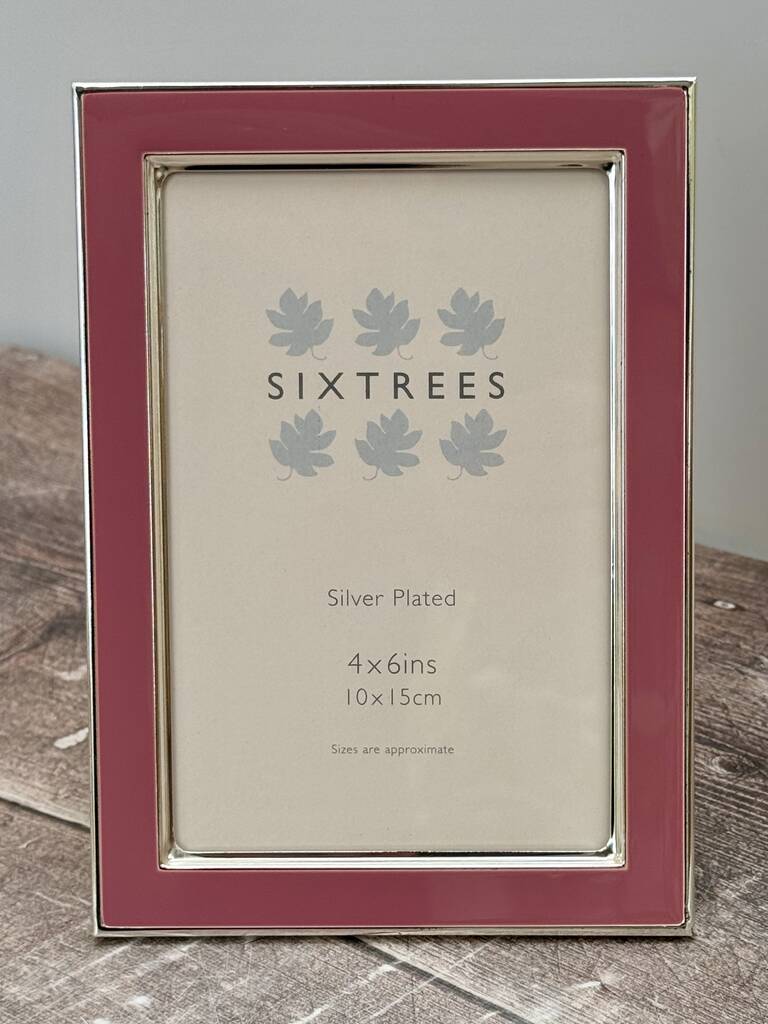 SIXTREES
Silver Plated
4x6ins
10x15cm
Sizes are approximate